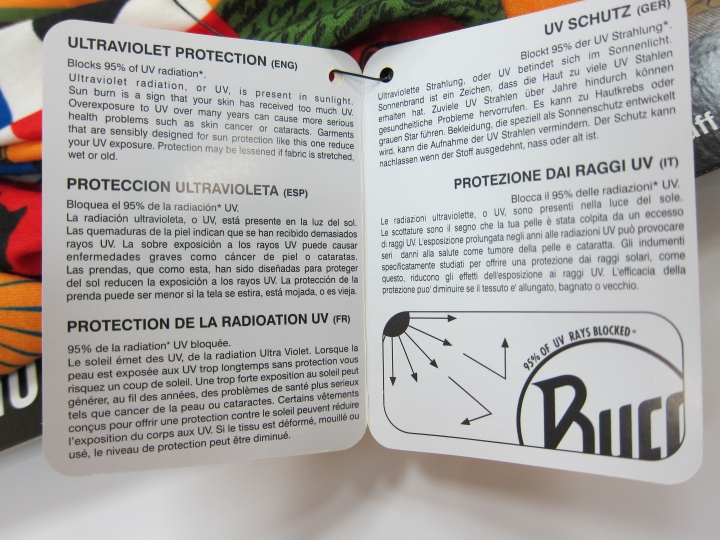 ULTRAVIOLET PROTECTION (ENG)
Blocks 95% of UV radiation*.
Ultraviolet radiation, or UV, is present in sunlight.
Sun burn is a sign that your skin has received too much UV.
Overexposure to UV over many years can cause more serious
health problems such as skin cancer or cataracts. Garments
that are sensibly designed for sun protection like this one reduce
your UV exposure. Protection may be lessened if fabric is stretched,
wet or old.
PROTECCION ULTRAVIOLETA (ESP)
Bloquea el 95% de la radiación* UV.
La radiación ultravioleta, o UV, está presente en la luz del sol.
Las quemaduras de la piel indican que se han recibido demasiados
rayos UV. La sobre exposición a los rayos UV puede causar
enfermedades graves como cáncer de piel o cataratas.
Las prendas, que como esta, han sido diseñadas para proteger
del sol reducen la exposición a los rayos UV. La protección de la
prenda puede ser menor si la tela se estira, está mojada, o es vieja.
PROTECTION DE LA RADIOATION UV (FR)
95% de la radiation* UV bloquée.
Le soleil émet des UV, de la radiation Ultra Violet. Lorsque la
peau est exposée aux UV trop longtemps sans protection vous
risquez un coup de soleil. Une trop forte exposition au soleil peut
générer, au fil des années, des problèmes de santé plus serieux
tels que cancer de la peau ou cataractes. Certains vêtements
conçus pour offrir une protection contre le soleil peuvent réduire
l'exposition du corps aux UV. Si le tissu est déformé, mouillé ou
usé, le niveau de protection peut être diminué.
UV SCHUTZ (GER)
Blockt 95% der UV Strahlung*.
Ultraviolette Strahlung, oder UV befindet sich im Sonnenlicht.
Sonnenbrand ist ein Zeichen, dass die Haut zu viele UV Stahlen
erhalten hat. Zuviele UV Strahlen über Jahre hindurch können
gesundheitliche Probleme hervorrufen. Es kann zu Hautkrebs oder
grauen Star führen. Bekleidung, die speziell als Sonnenschutz entwickelt
wird, kann die Aufnahme der UV Strahlen vermindern. Der Schutz kann
nachlassen wenn der Stoff ausgedehnt, nass oder alt ist.
PROTEZIONE DAI RAGGI UV (IT)
Blocca il 95% delle radiazioni* UV.
Le radiazioni ultraviolette, o UV, sono presenti nella luce del sole.
Le scottature sono il segno che la tua pelle è stata colpita da un eccesso
di raggi UV. L'esposizione prolungata negli anni alle radiazioni UV può provocare
seri danni alla salute come tumore della pelle e cataratta. Gli indumenti
specificatamente studiati per offrire una protezione dai raggi solari, come
questo, riducono gli effetti dell'esposizione ai raggi UV. L'efficacia della
protezione puo' diminuire se il tessuto e' allungato, bagnato o vecchio.
95% OF UV RAYS BLOCKED*